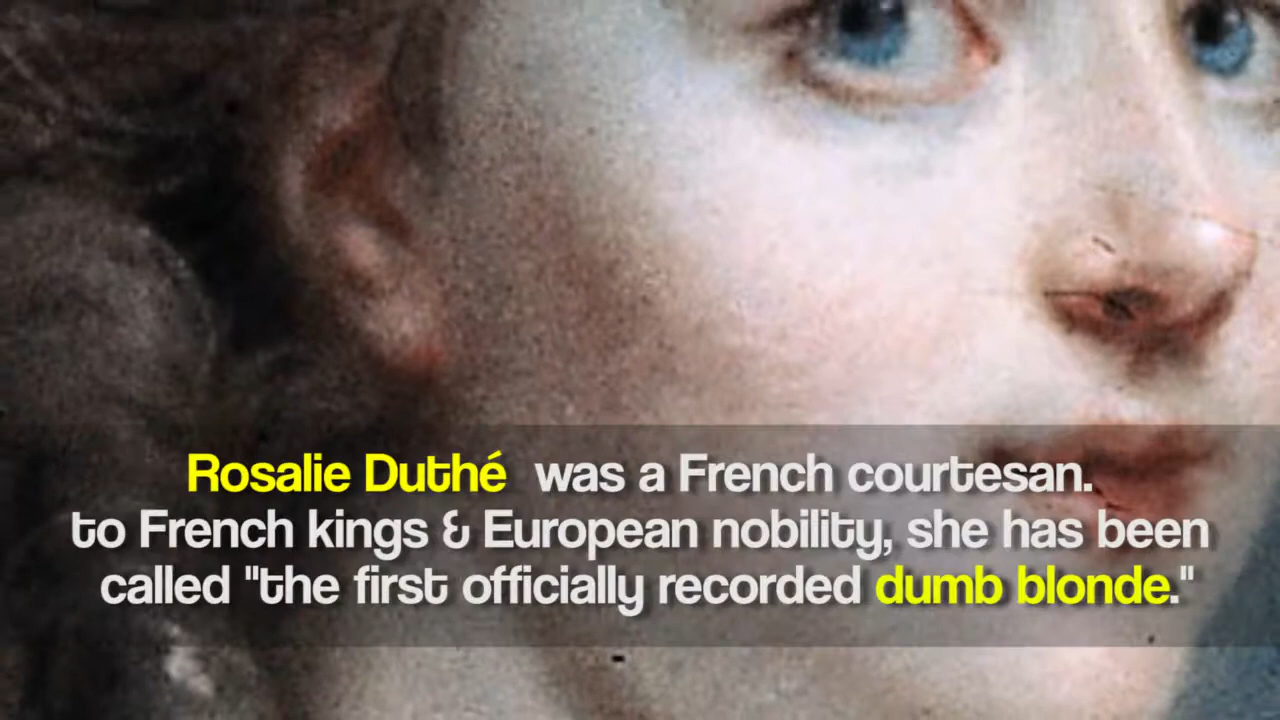 Rosalie Duthé was a French courtesan.
to French kings & European nobility, she has been
called "the first officially recorded dumb blonde."